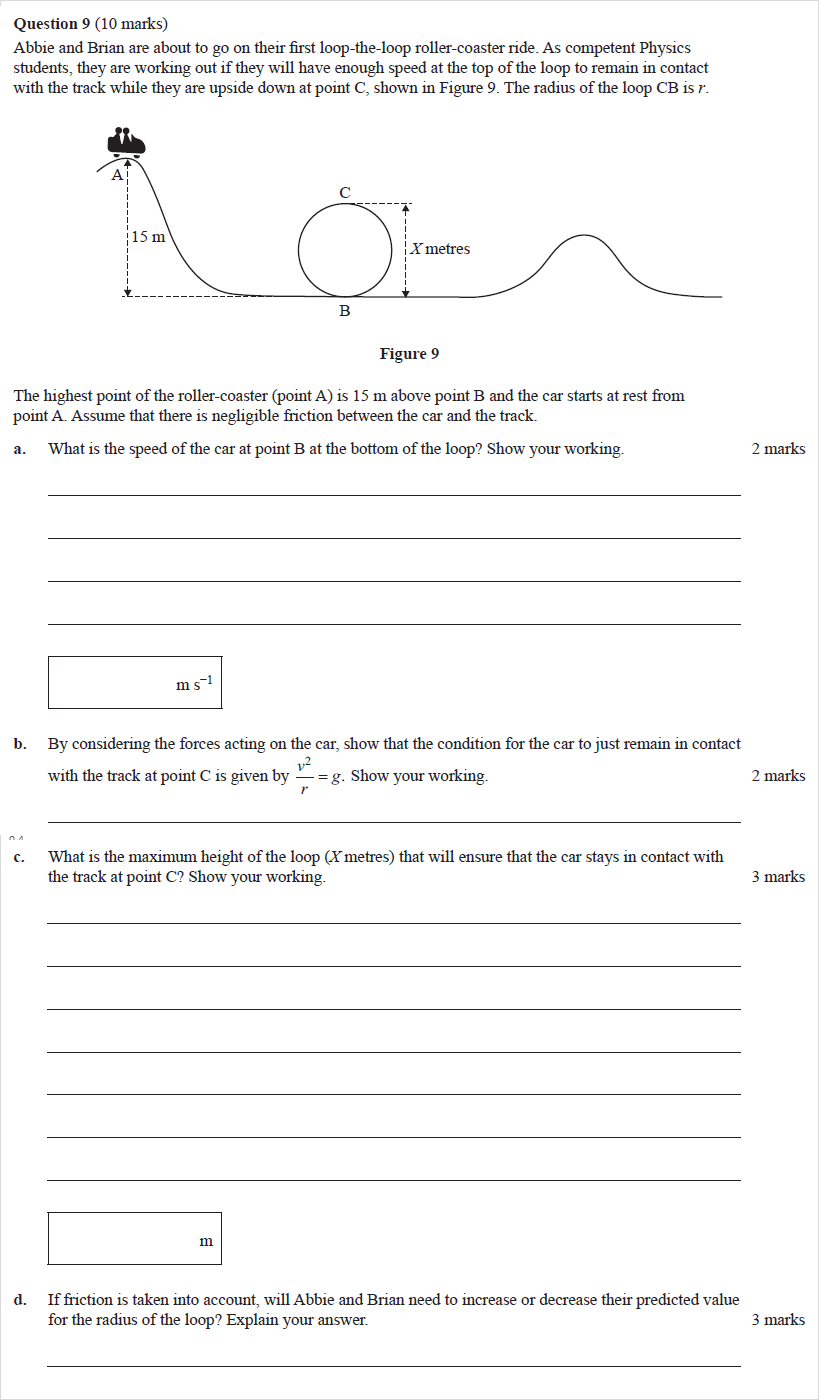 Question 9 (10 marks)
Abbie and Brian are about to go on their first loop-the-loop roller-coaster ride. As competent Physics
students, they are working out if they will have enough speed at the top of the loop to remain in contact
with the track while they are upside down at point C, shown in Figure 9. The radius of the loop CB is r.
A
15 m
C
X metres
B
Figure 9
The highest point of the roller-coaster (point A) is 15 m above point B and the car starts at rest from
point A. Assume that there is negligible friction between the car and the track.
a. What is the speed of the car at point B at the bottom of the loop? Show your working. 2 marks
m s⁻¹
b. By considering the forces acting on the car, show that the condition for the car to just remain in contact
with the track at point C is given by v²/r = g. Show your working. 2 marks
c. What is the maximum height of the loop (X metres) that will ensure that the car stays in contact with
the track at point C? Show your working. 3 marks
m
d. If friction is taken into account, will Abbie and Brian need to increase or decrease their predicted value
for the radius of the loop? Explain your answer. 3 marks